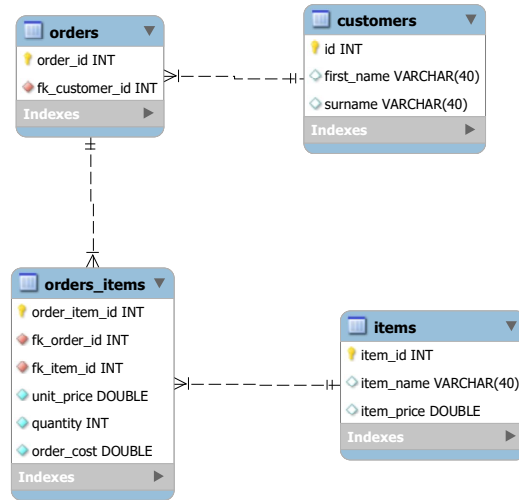 orders
order_id INT
fk_customer_id INT
Indexes
customers
id INT
first_name VARCHAR(40)
surname VARCHAR(40)
Indexes
orders_items
order_item_id INT
fk_order_id INT
fk_item_id INT
unit_price DOUBLE
quantity INT
order_cost DOUBLE
Indexes
items
item_id INT
item_name VARCHAR(40)
item_price DOUBLE
Indexes